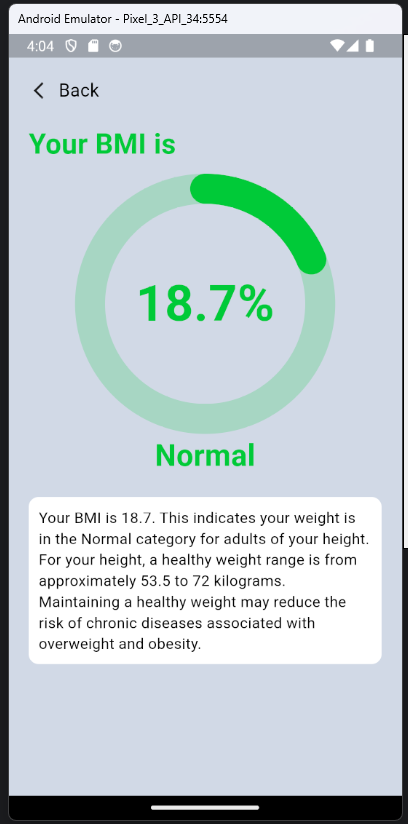 Android Emulator - Pixel_3_API_34:5554
4:04
Back
Your BMI is
18.7%
Normal
Your BMI is 18.7. This indicates your weight is
in the Normal category for adults of your height.
For your height, a healthy weight range is from
approximately 53.5 to 72 kilograms.
Maintaining a healthy weight may reduce the
risk of chronic diseases associated with
overweight and obesity.